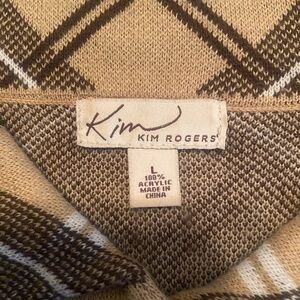 Kim
KIM ROGERS
L
100%
ACRYLIC
MADE IN
CHINA